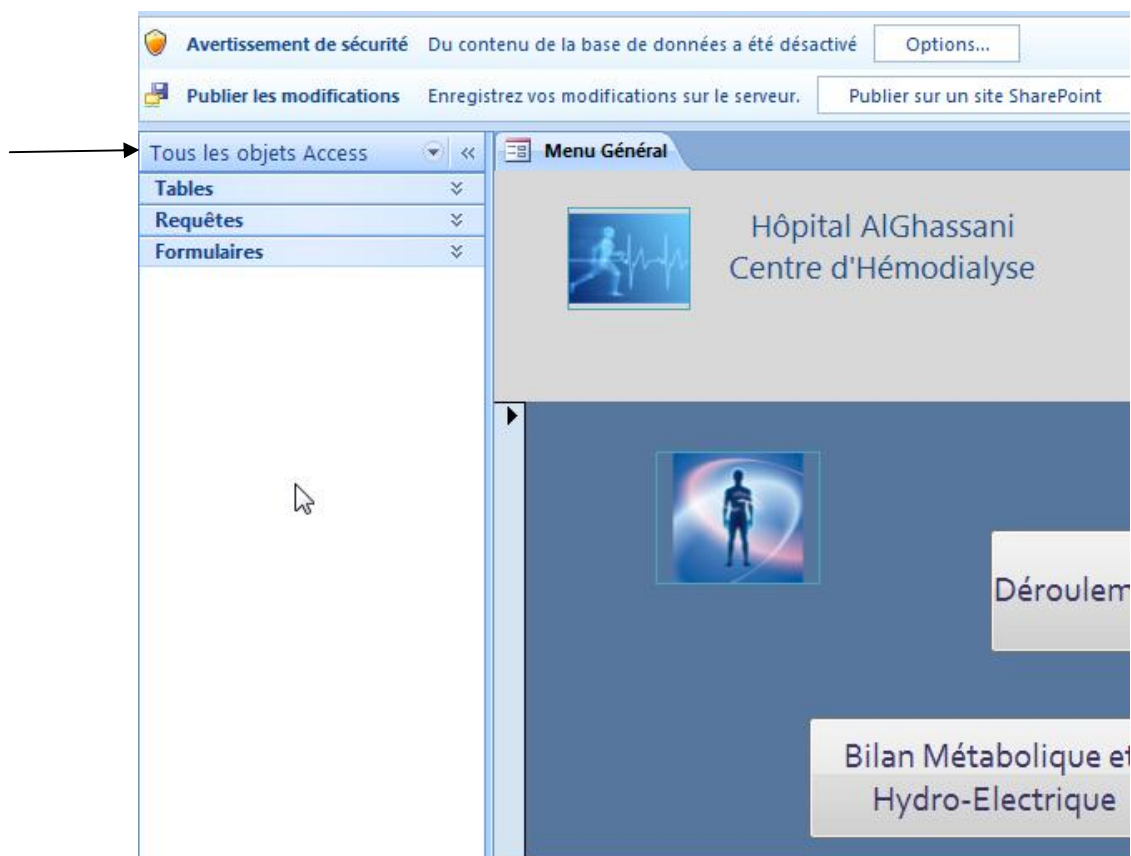 Avertissement de sécurité Du contenu de la base de données a été désactivé Options...
Publier les modifications Enregistrez vos modifications sur le serveur. Publier sur un site SharePoint
Tous les objets Access
Menu Général
Tables
Requêtes
Formulaires
Hôpital AlGhassani
Centre d'Hémodialyse
Déroulem
Bilan Métabolique et
Hydro-Electrique